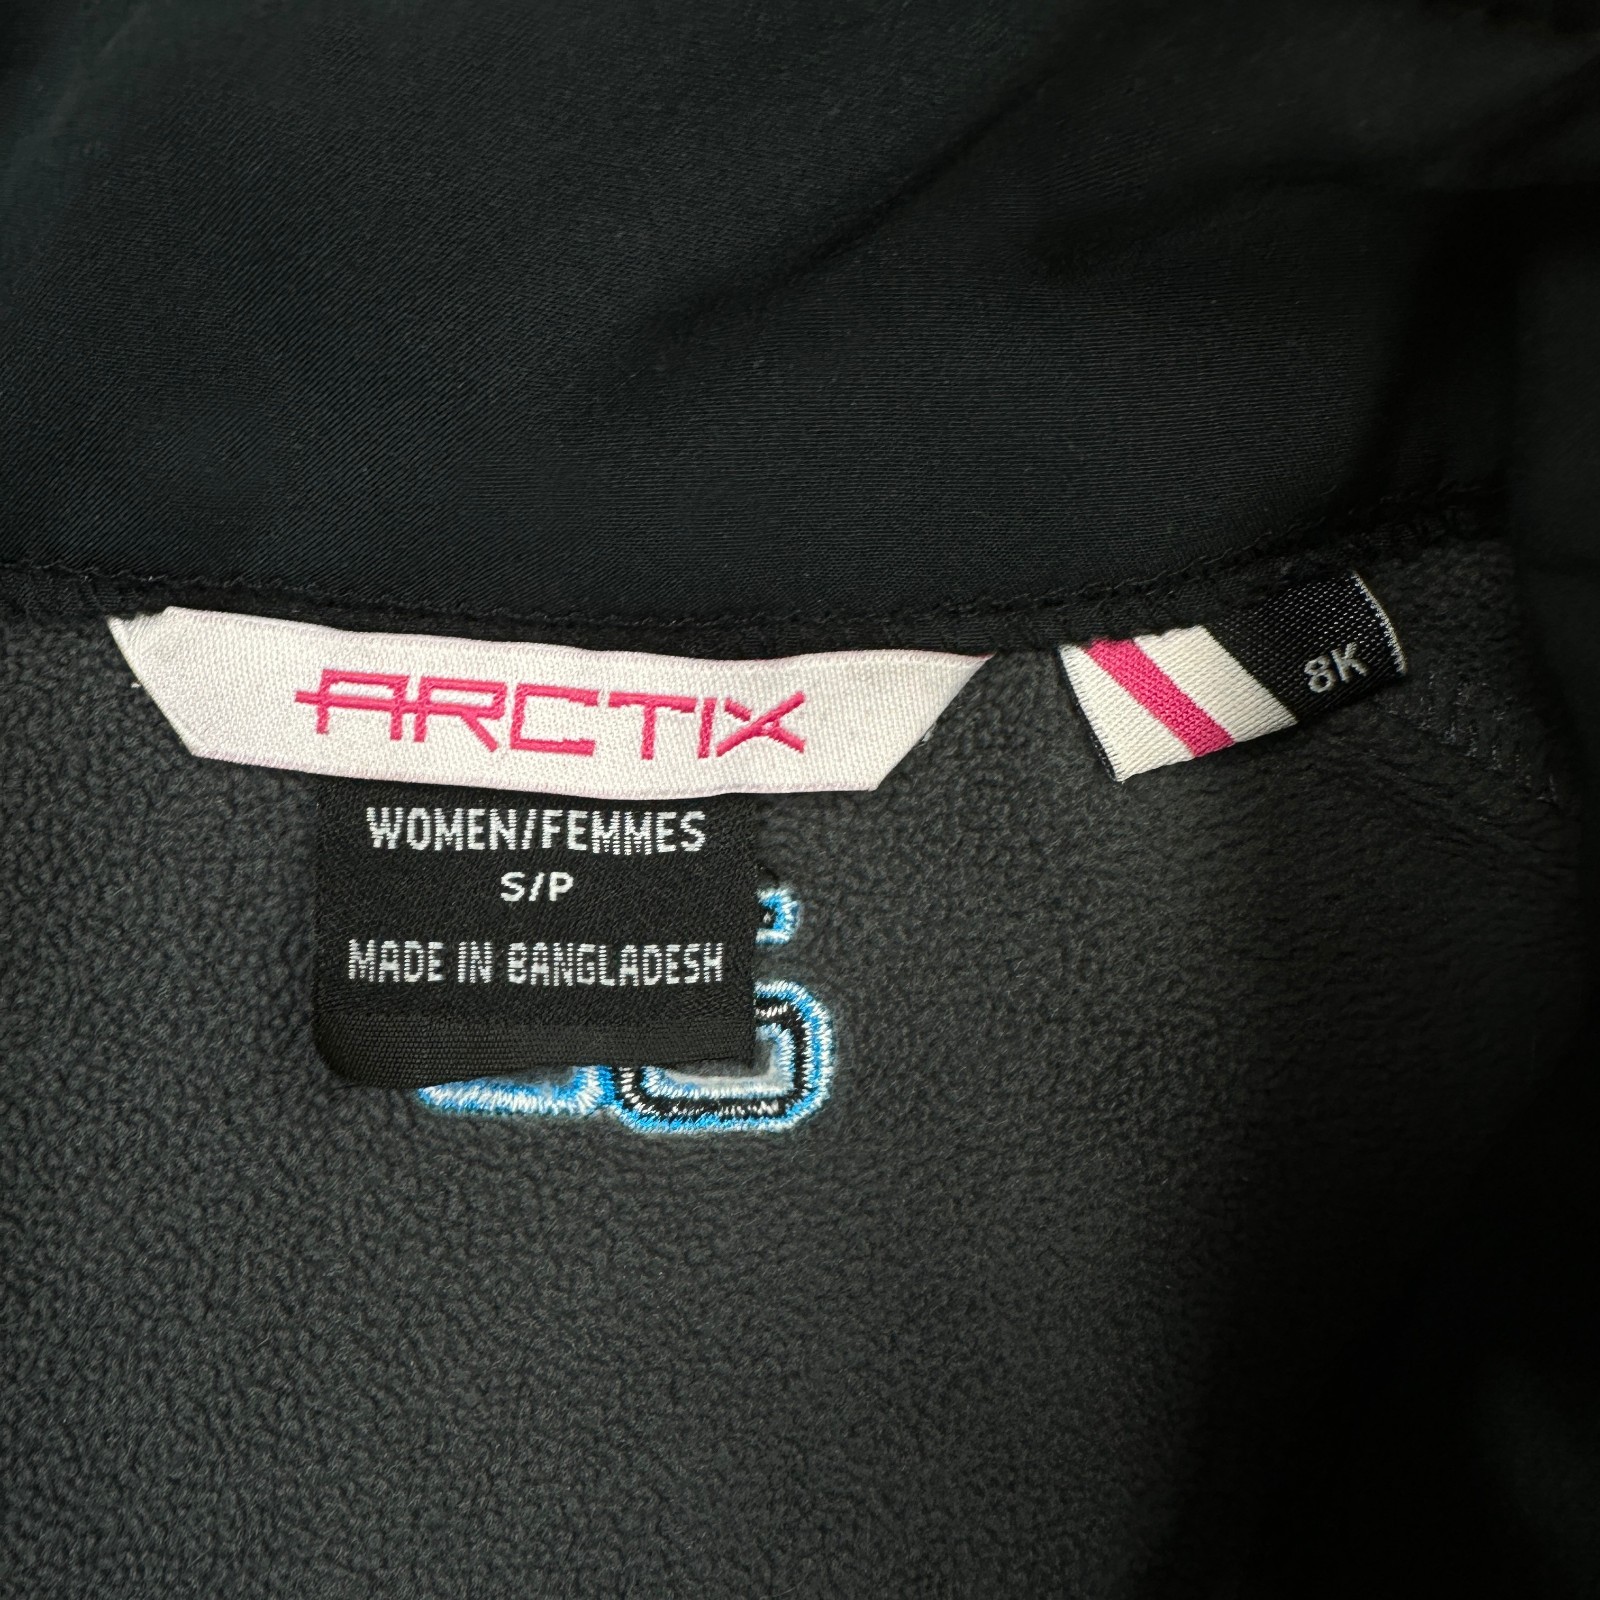 ARCTIX
8K
WOMEN/FEMMES
S/P
MADE IN BANGLADESH